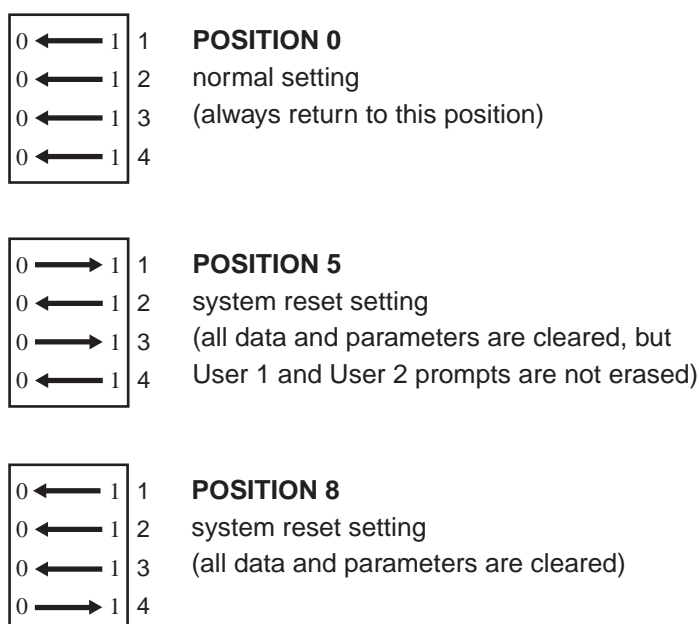 0 1 1 POSITION 0
0 1 2 normal setting
0 1 3 (always return to this position)
0 1 4
0 1 1 POSITION 5
0 1 2 system reset setting
0 1 3 (all data and parameters are cleared, but
0 1 4 User 1 and User 2 prompts are not erased)
0 1 1 POSITION 8
0 1 2 system reset setting
0 1 3 (all data and parameters are cleared)
0 1 4